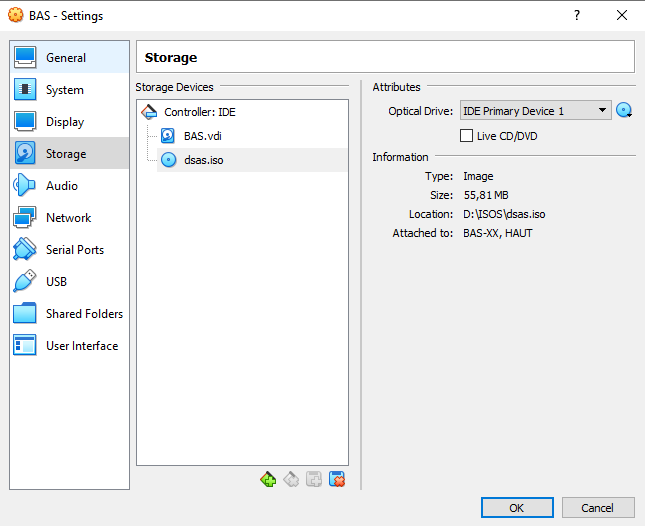 BAS - Settings
?
General
System
Display
Storage
Audio
Network
Serial Ports
USB
Shared Folders
User Interface
Storage
Storage Devices
Controller: IDE
BAS.vdi
dsas.iso
Attributes
Optical Drive: IDE Primary Device 1
Live CD/DVD
Information
Type: Image
Size: 55,81 MB
Location: D:\ISOS\dsas.iso
Attached to: BAS-XX, HAUT
OK
Cancel